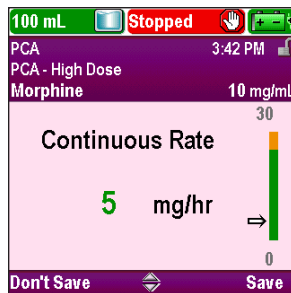 100 mL Stopped
PCA 3:42 PM
PCA - High Dose
Morphine 10 mg/mL
30
Continuous Rate
5 mg/hr
0
Don't Save Save